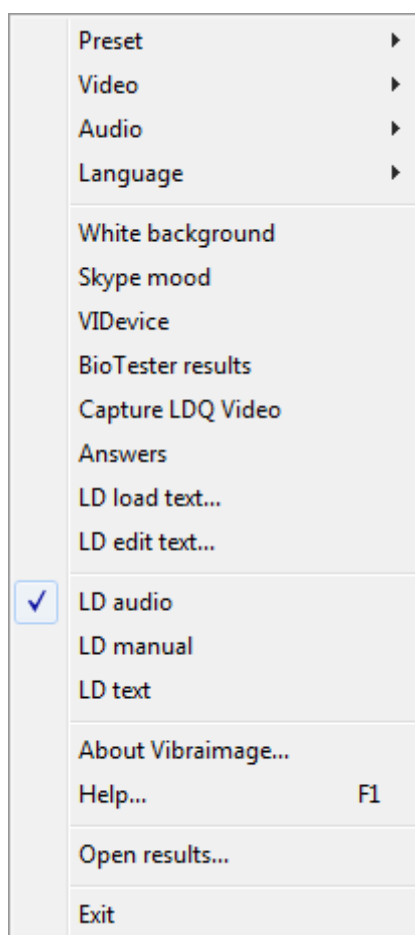 Preset
Video
Audio
Language
White background
Skype mood
VIDevice
BioTester results
Capture LDQ Video
Answers
LD load text...
LD edit text...
LD audio
LD manual
LD text
About Vibraimage...
Help... F1
Open results...
Exit